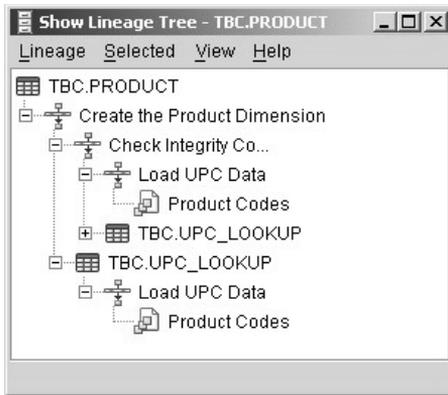 Show Lineage Tree - TBC.PRODUCT
Lineage Selected View Help
TBC.PRODUCT
Create the Product Dimension
Check Integrity Co...
Load UPC Data
Product Codes
TBC.UPC_LOOKUP
TBC.UPC_LOOKUP
Load UPC Data
Product Codes